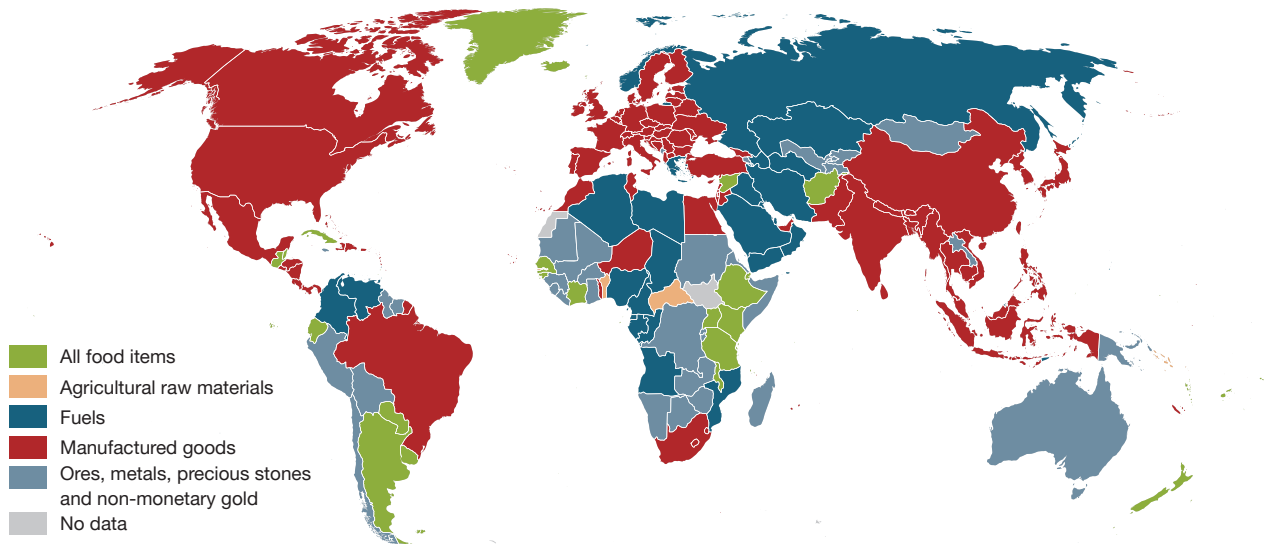 All food items
Agricultural raw materials
Fuels
Manufactured goods
Ores, metals, precious stones
and non-monetary gold
No data